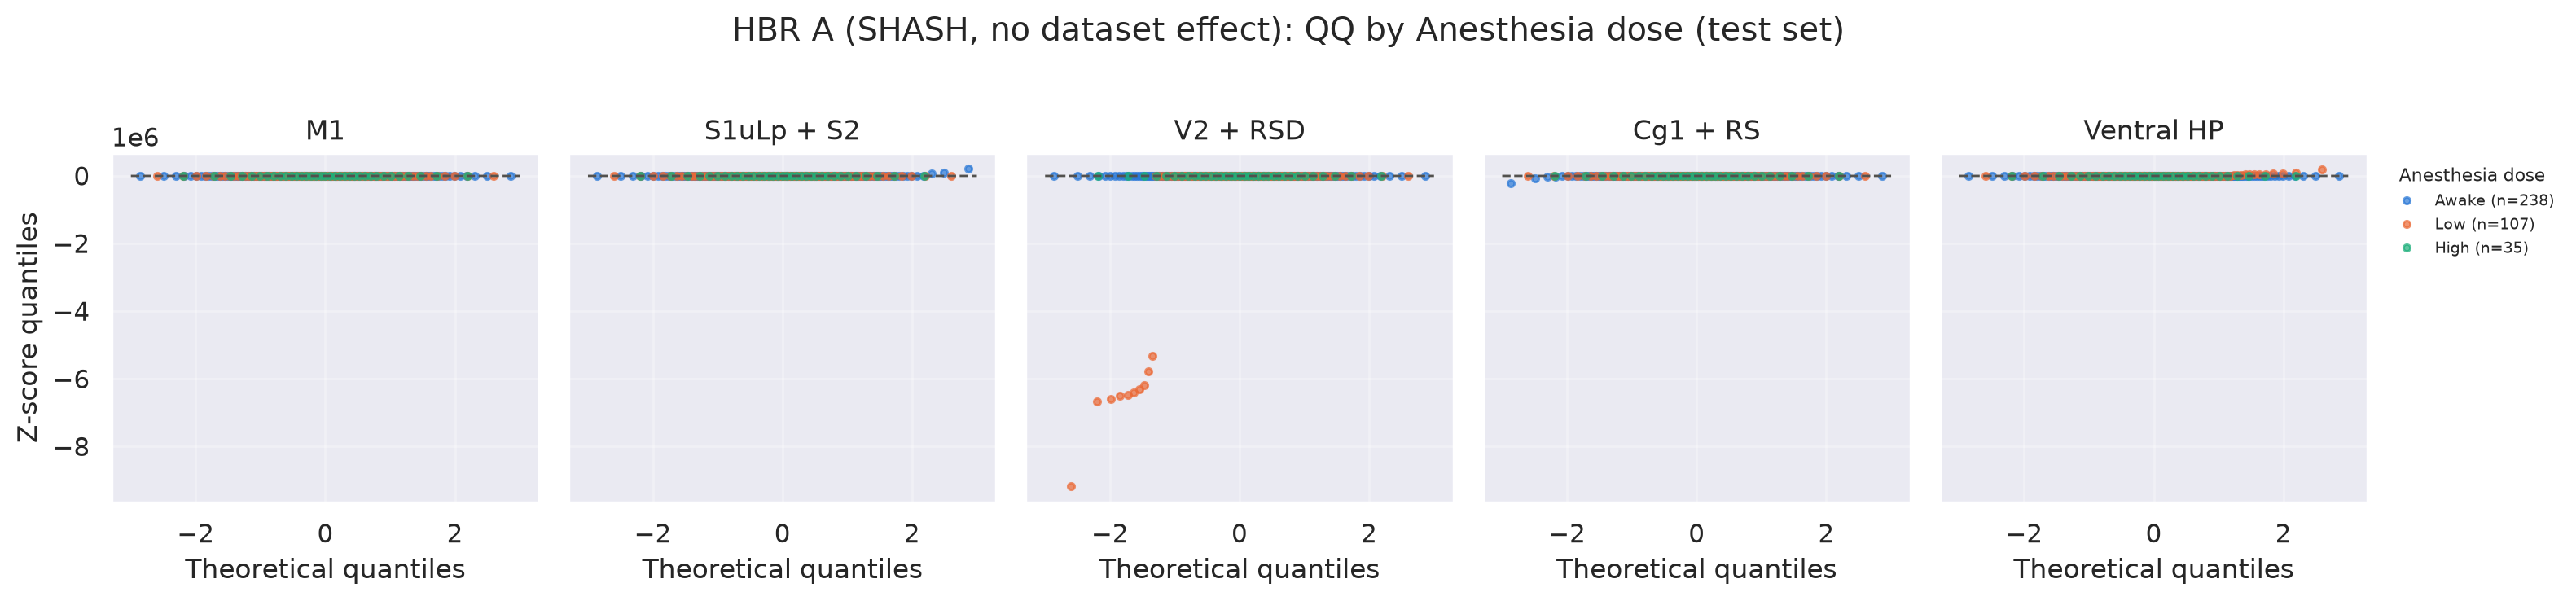 HBR A (SHASH, no dataset effect): QQ by Anesthesia dose (test set)
1e6
M1
S1uLp + S2
V2 + RSD
Cg1 + RS
Ventral HP
Z-score quantiles
0
−2
−4
−6
−8
−2 0 2
−2 0 2
−2 0 2
−2 0 2
−2 0 2
Theoretical quantiles
Theoretical quantiles
Theoretical quantiles
Theoretical quantiles
Theoretical quantiles
Anesthesia dose
Awake (n=238)
Low (n=107)
High (n=35)